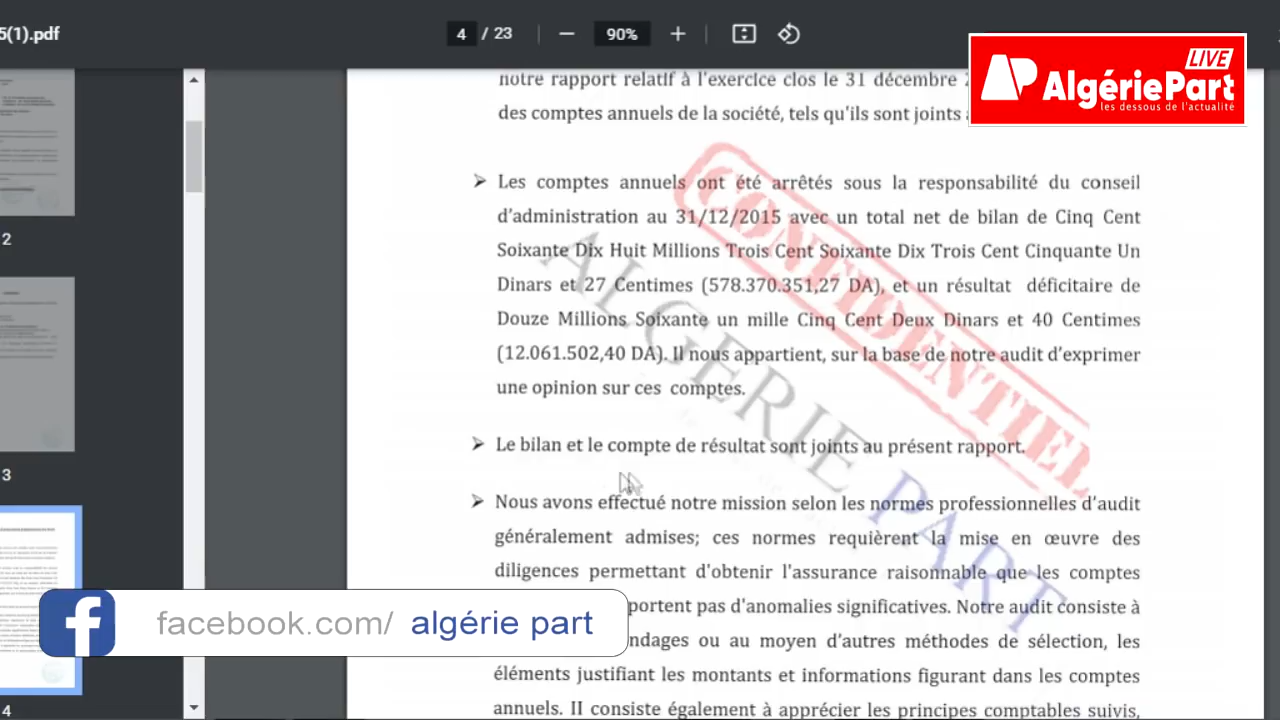 5(1).pdf
4 / 23
90%
LIVE
AlgériePart
les dessous de l'actualité
2
3
4
notre rapport relatif à l'exercice clos le 31 décembre
des comptes annuels de la société, tels qu'ils sont joints
➢ Les comptes annuels ont été arrêtés sous la responsabilité du conseil
d'administration au 31/12/2015 avec un total net de bilan de Cinq Cent
Soixante Dix Huit Millions Trois Cent Soixante Dix Trois Cent Cinquante Un
Dinars et 27 Centimes (578.370.351,27 DA), et un résultat déficitaire de
Douze Millions Soixante un mille Cinq Cent Deux Dinars et 40 Centimes
(12.061.502,40 DA). Il nous appartient, sur la base de notre audit d'exprimer
une opinion sur ces comptes.
➢ Le bilan et le compte de résultat sont joints au présent rapport.
➢ Nous avons effectué notre mission selon les normes professionnelles d'audit
généralement admises; ces normes requièrent la mise en œuvre des
diligences permettant d'obtenir l'assurance raisonnable que les comptes
portent pas d'anomalies significatives. Notre audit consiste à
ndages ou au moyen d'autres méthodes de sélection, les
éléments justifiant les montants et informations figurant dans les comptes
annuels. II consiste également à apprécier les principes comptables suivis,
CONFIDENTIEL
ALGERIE PART
facebook.com/ algérie part